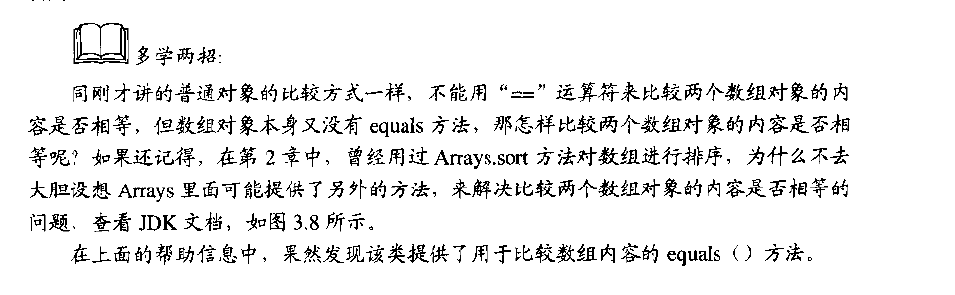 多学两招:
同刚才讲的普通对象的比较方式一样，不能用“==”运算符来比较两个数组对象的内
容是否相等，但数组对象本身又没有 equals 方法，那怎样比较两个数组对象的内容是否相
等呢？如果还记得，在第 2 章中，曾经用过 Arrays.sort 方法对数组进行排序，为什么不去
大胆设想 Arrays 里面可能提供了另外的方法，来解决比较两个数组对象的内容是否相等的
问题、查看 JDK 文档，如图 3.8 所示。
在上面的帮助信息中，果然发现该类提供了用于比较数组内容的 equals（）方法。